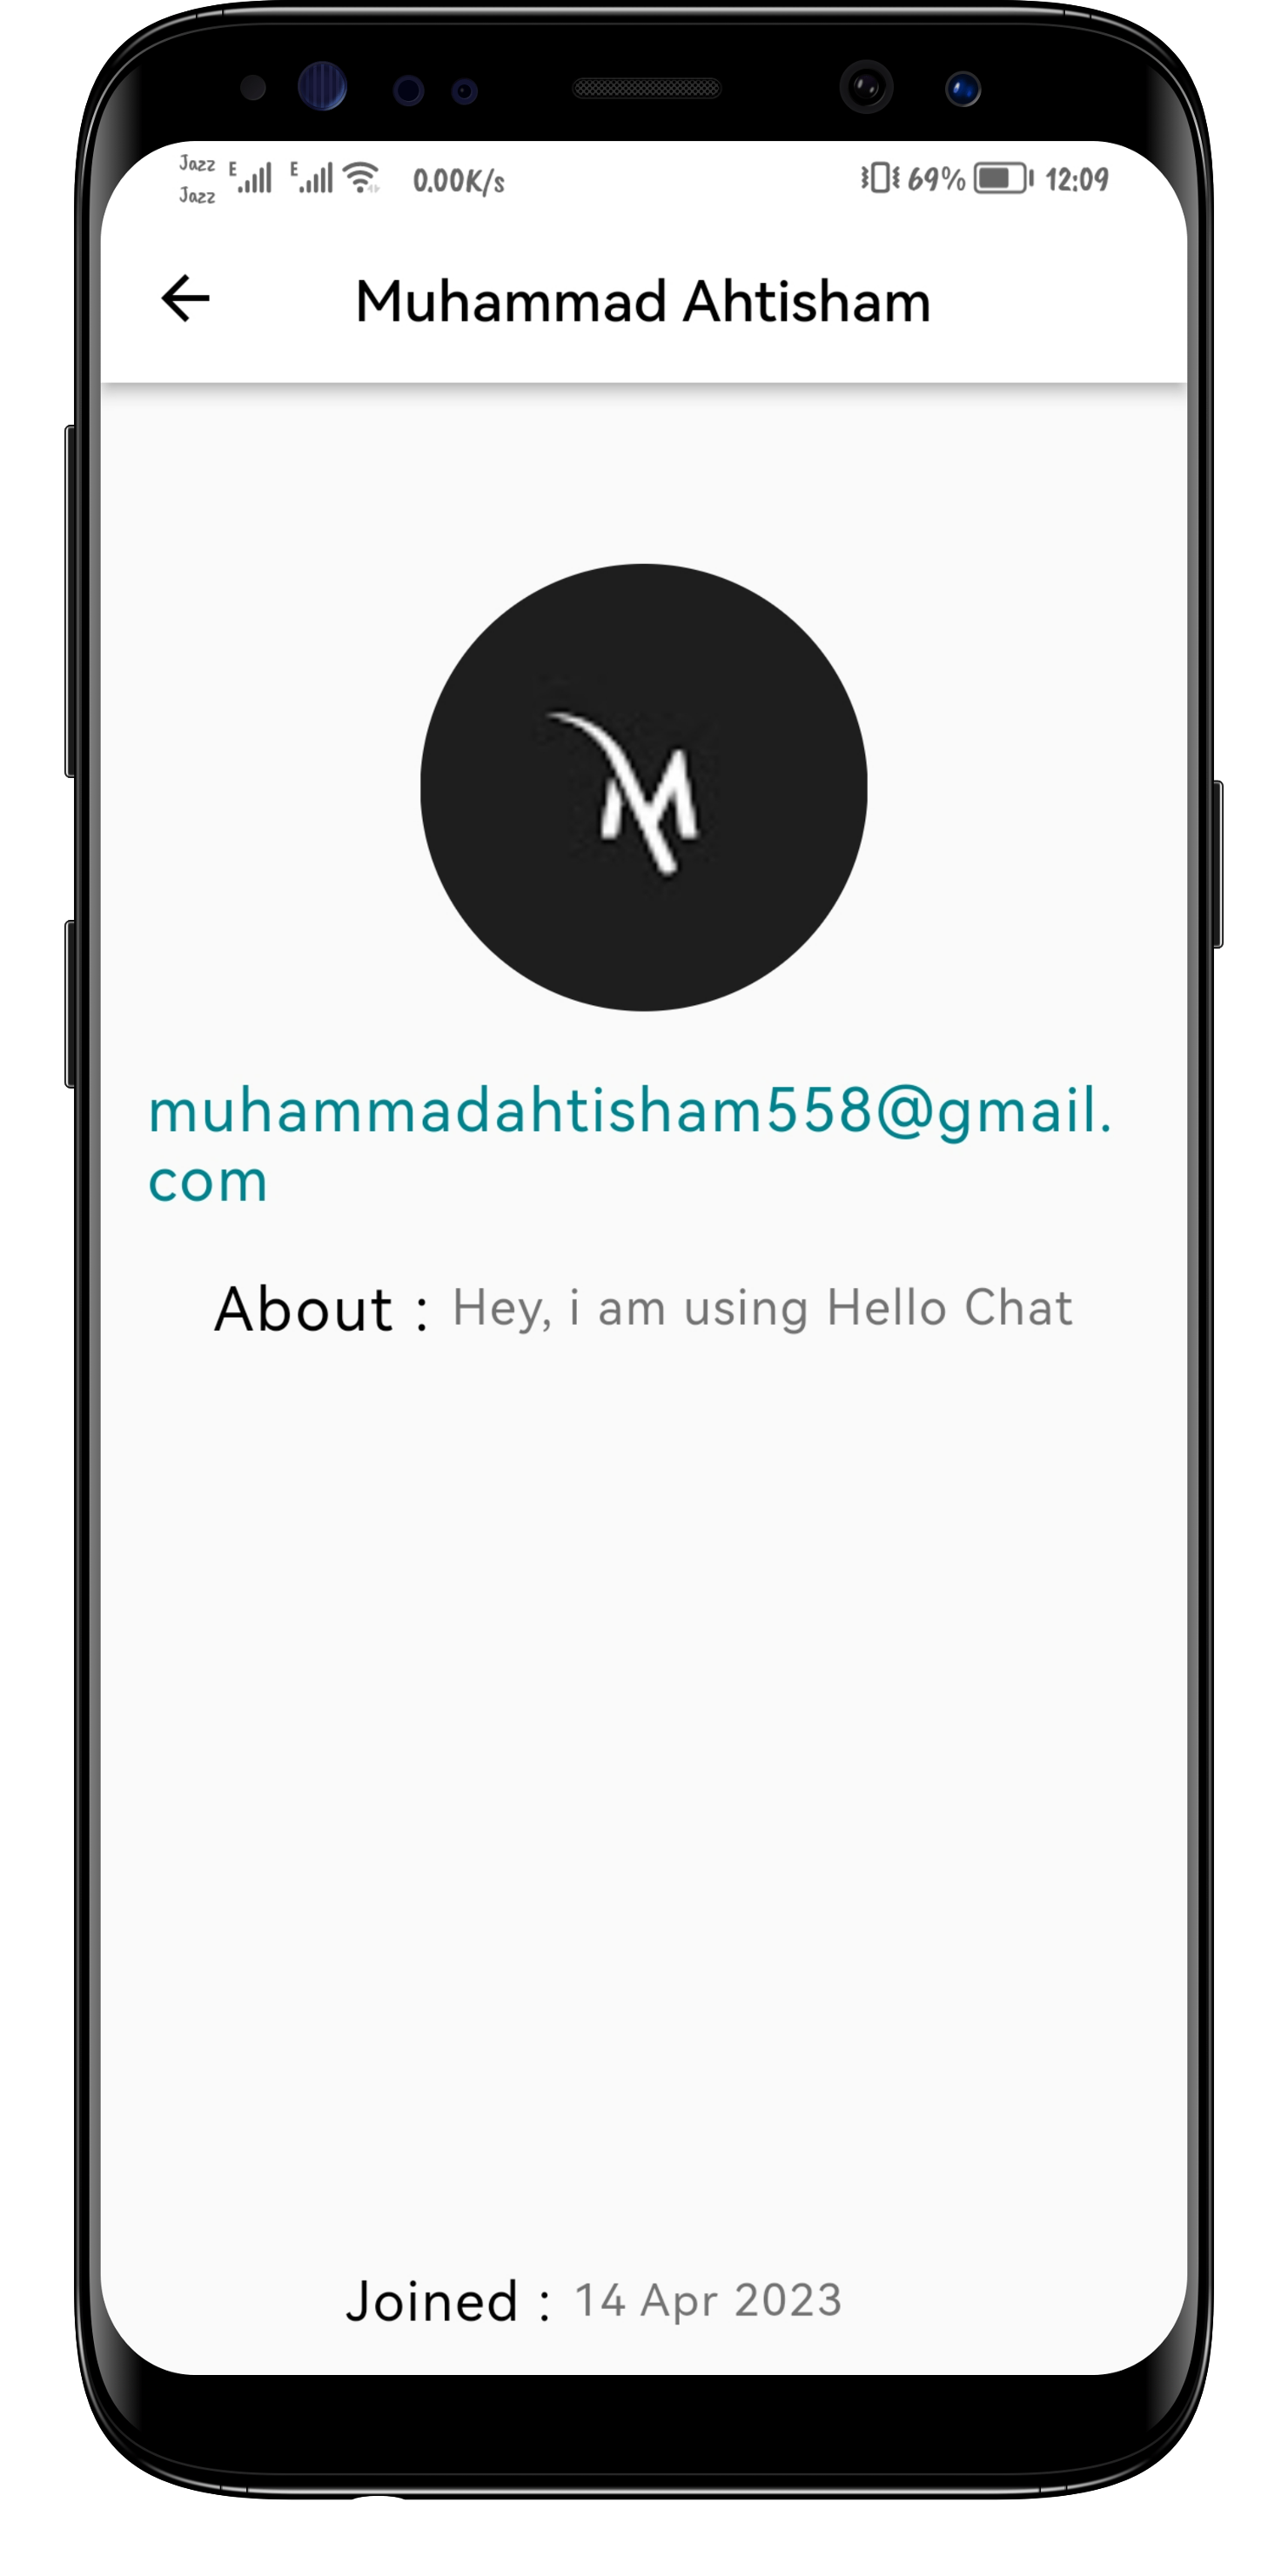 Jazz E E 0.00K/s 69% 12:09
Jazz
Muhammad Ahtisham
M
muhammadahtisham558@gmail.
com
About : Hey, i am using Hello Chat
Joined : 14 Apr 2023